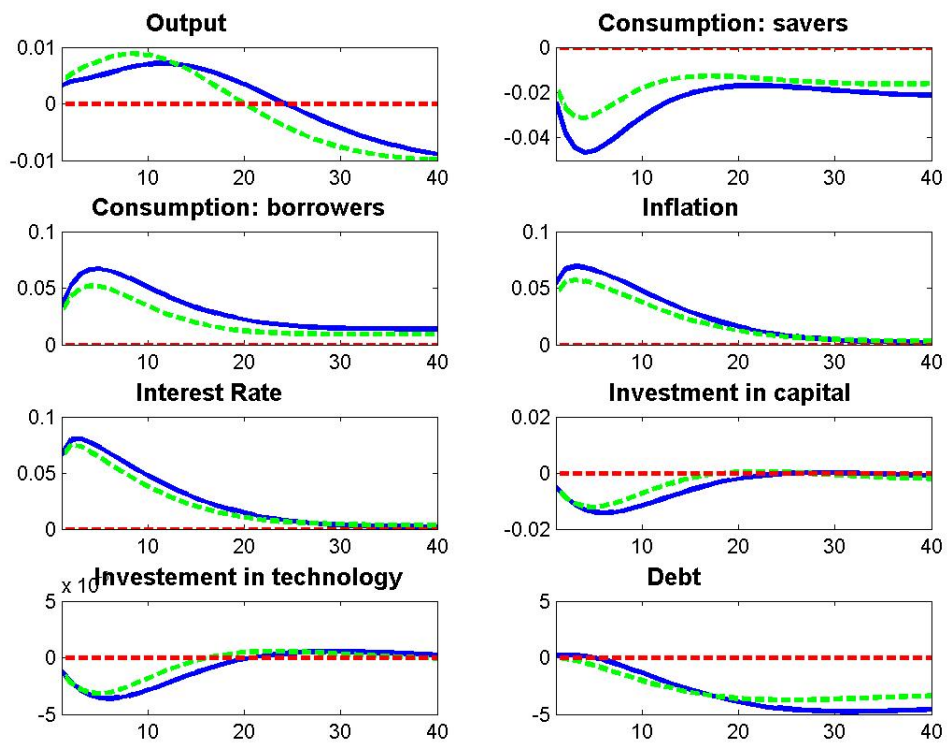 Output
0.01
0
-0.01
10 20 30 40
Consumption: savers
0
-0.02
-0.04
10 20 30 40
Consumption: borrowers
0.1
0.05
0
10 20 30 40
Inflation
0.1
0.05
0
10 20 30 40
Interest Rate
0.1
0.05
0
10 20 30 40
Investment in capital
0.02
0
-0.02
10 20 30 40
x 10
Investement in technology
5
0
-5
10 20 30 40
Debt
5
0
-5
10 20 30 40